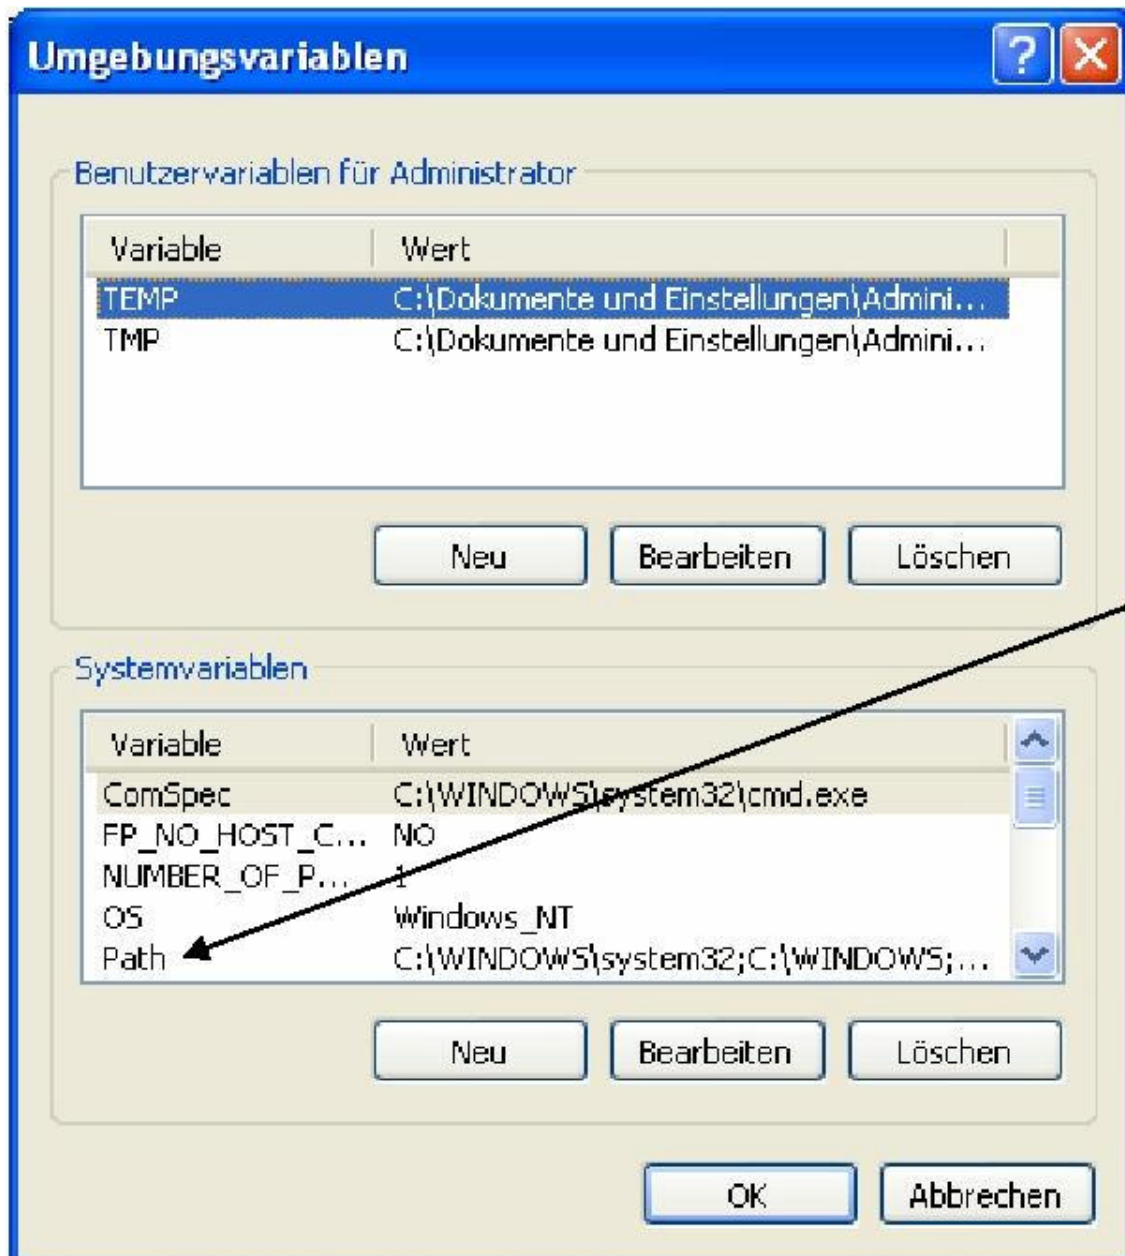 Umgebungsvariablen
Benutzervariablen für Administrator
Variable Wert
TEMP C:\Dokumente und Einstellungen\Admini...
TMP C:\Dokumente und Einstellungen\Admini...
Neu Bearbeiten Löschen
Systemvariablen
Variable Wert
ComSpec C:\WINDOWS\system32\cmd.exe
FP_NO_HOST_C... NO
NUMBER_OF_P... 1
OS Windows_NT
Path C:\WINDOWS\system32;C:\WINDOWS;...
Neu Bearbeiten Löschen
OK Abbrechen